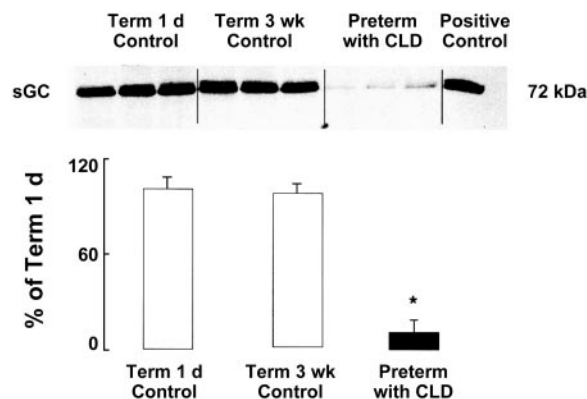 Term 1 d Term 3 wk Preterm Positive
Control Control with CLD Control
sGC 72 kDa
120
60
0
% of Term 1 d
*
Term 1 d Term 3 wk Preterm
Control Control with CLD